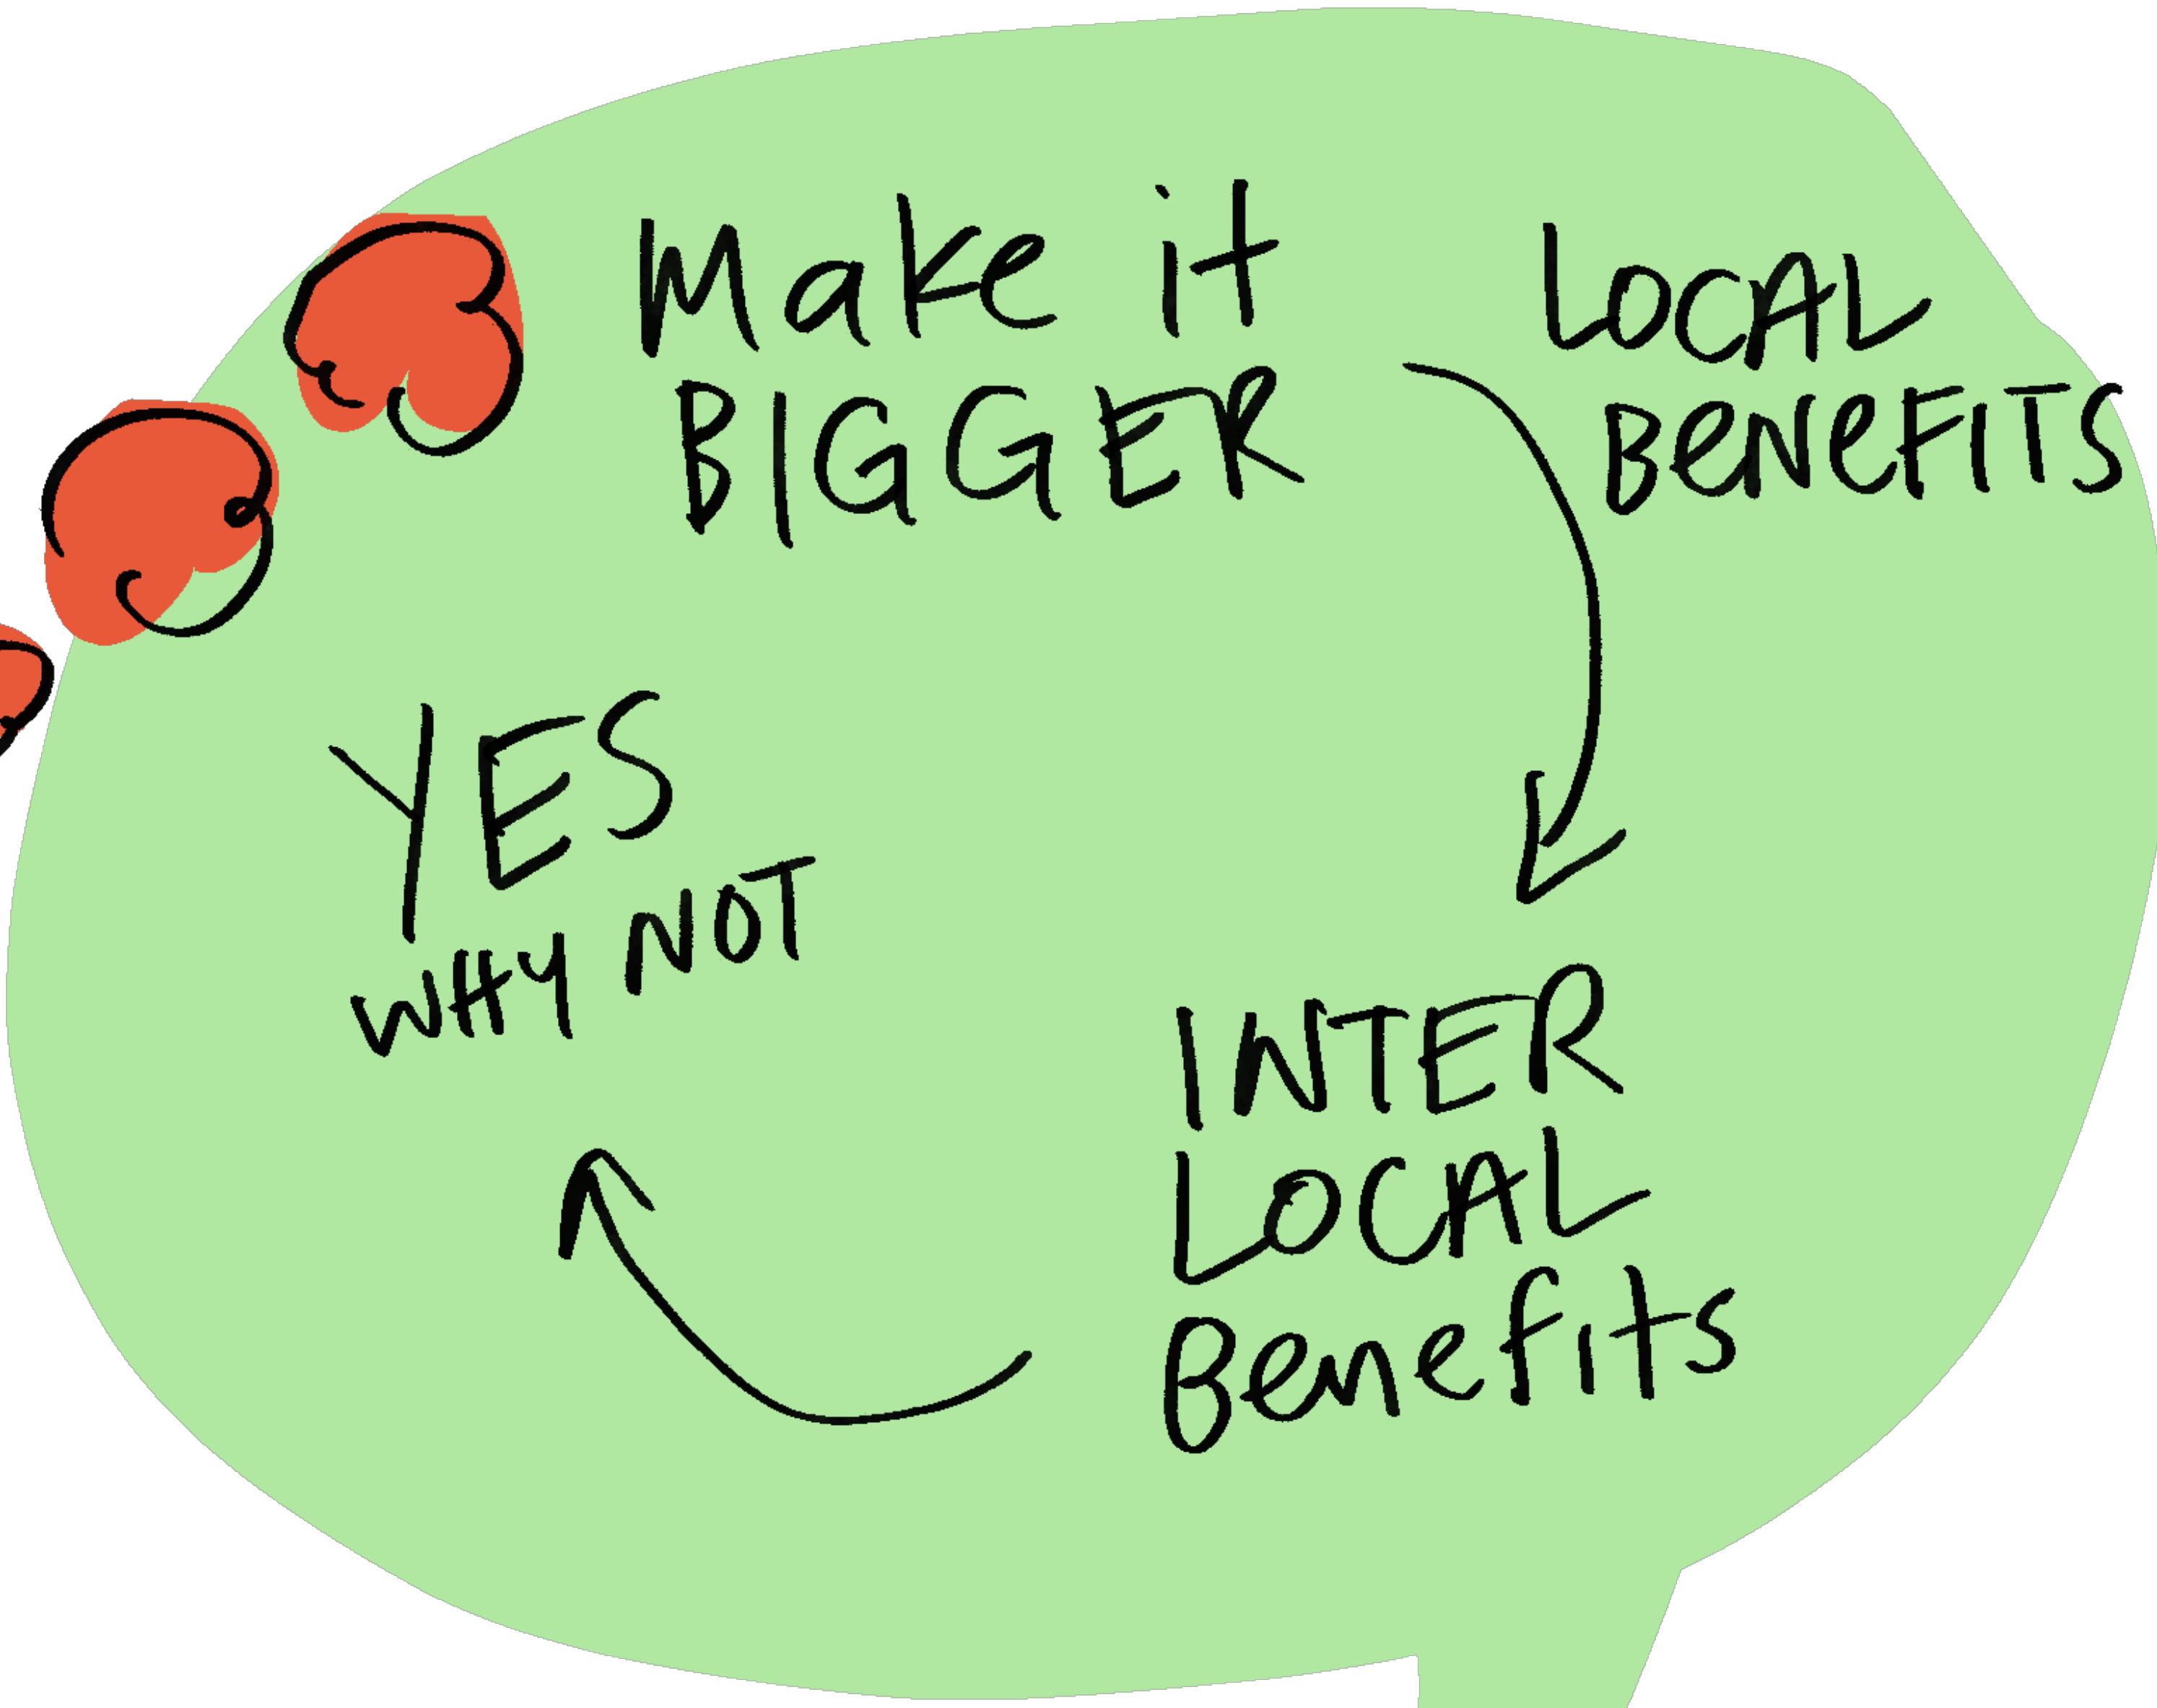 Make it
BIGGER
LOCAL
BENEFITS
INTER
LOCAL
Benefits
YES
WHY NOT